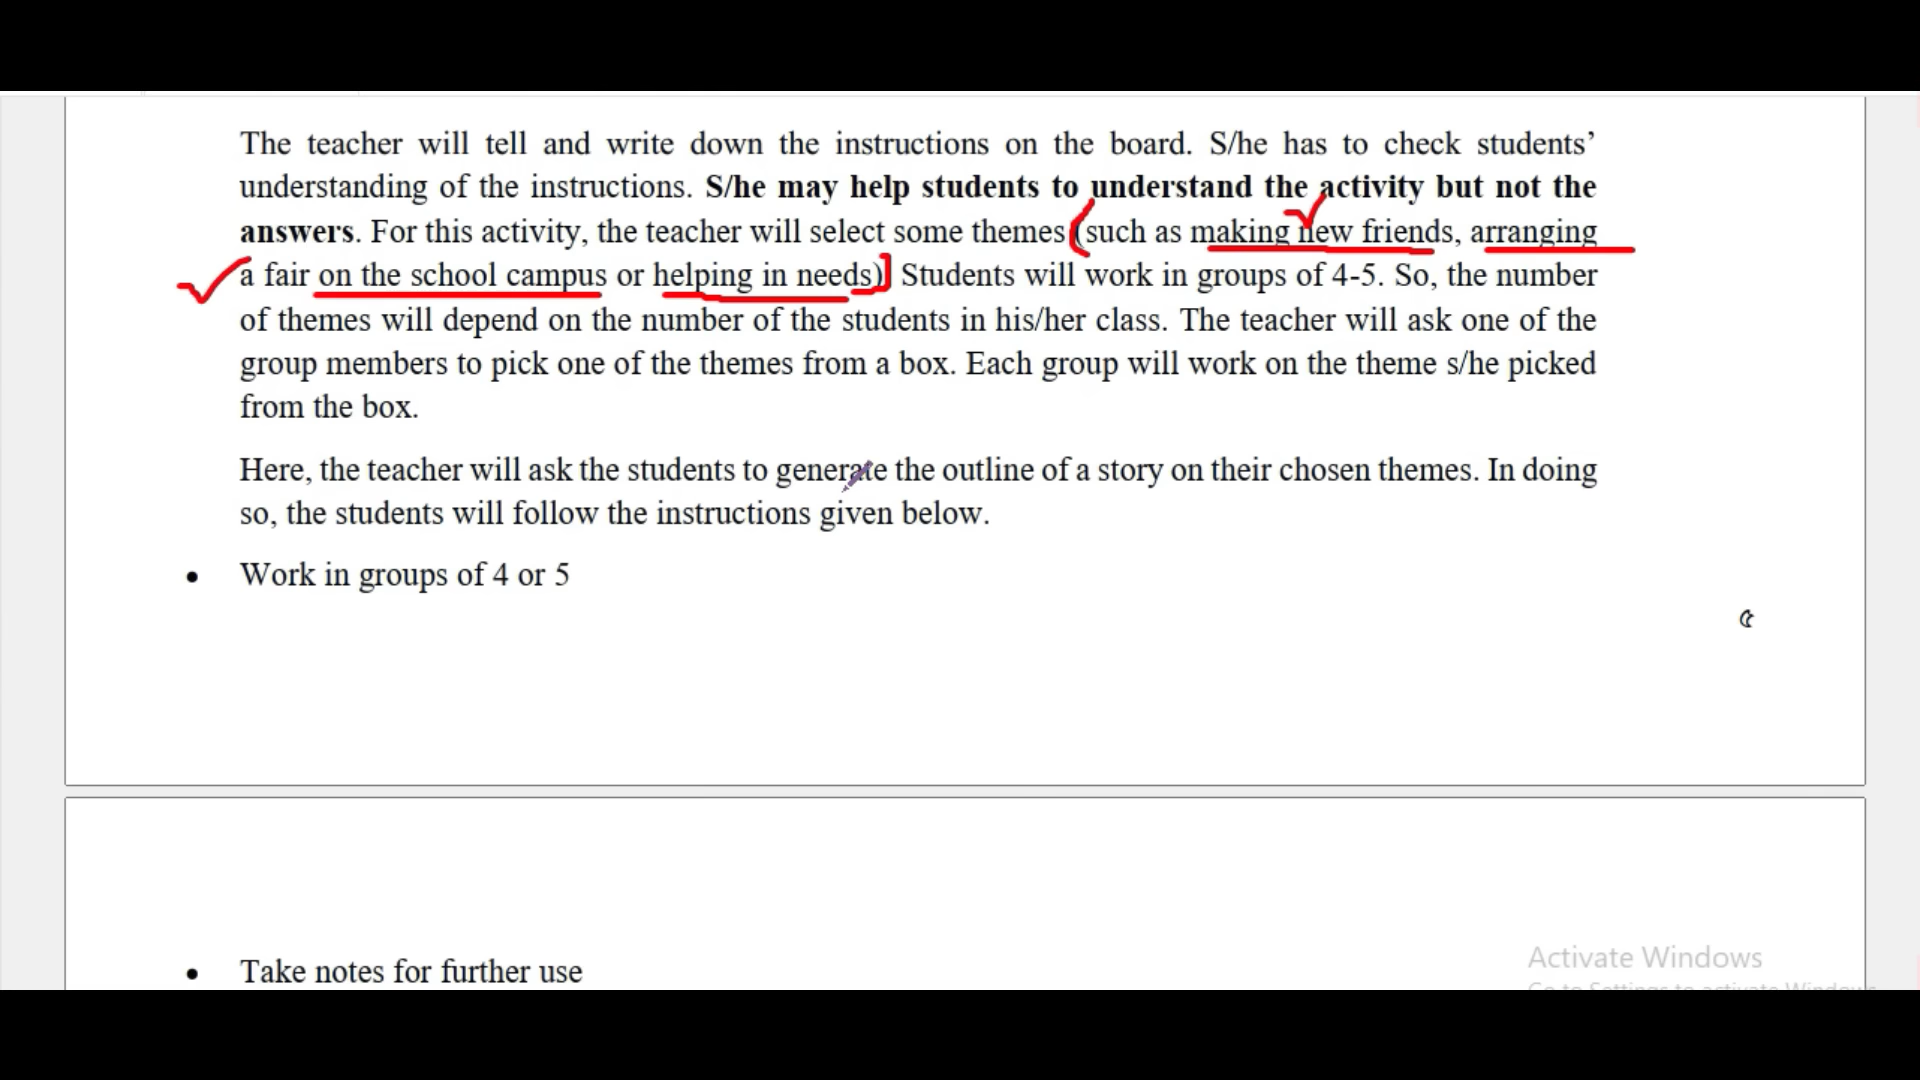 The teacher will tell and write down the instructions on the board. S/he has to check students’
understanding of the instructions. S/he may help students to understand the activity but not the
answers. For this activity, the teacher will select some themes (such as making new friends, arranging
a fair on the school campus or helping in needs) Students will work in groups of 4-5. So, the number
of themes will depend on the number of the students in his/her class. The teacher will ask one of the
group members to pick one of the themes from a box. Each group will work on the theme s/he picked
from the box.
Here, the teacher will ask the students to generate the outline of a story on their chosen themes. In doing
so, the students will follow the instructions given below.
• Work in groups of 4 or 5
• Take notes for further use
Activate Windows
Go to Settings to activate Windows.